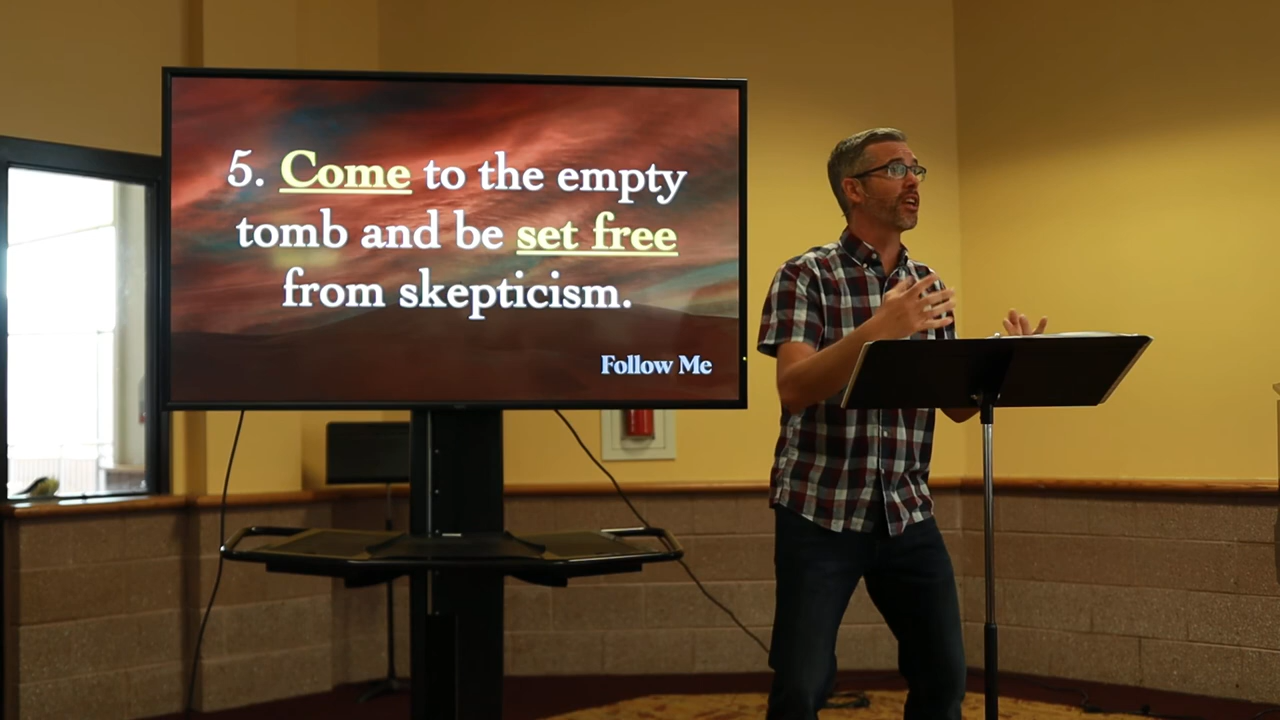 5. Come to the empty
tomb and be set free
from skepticism.
Follow Me